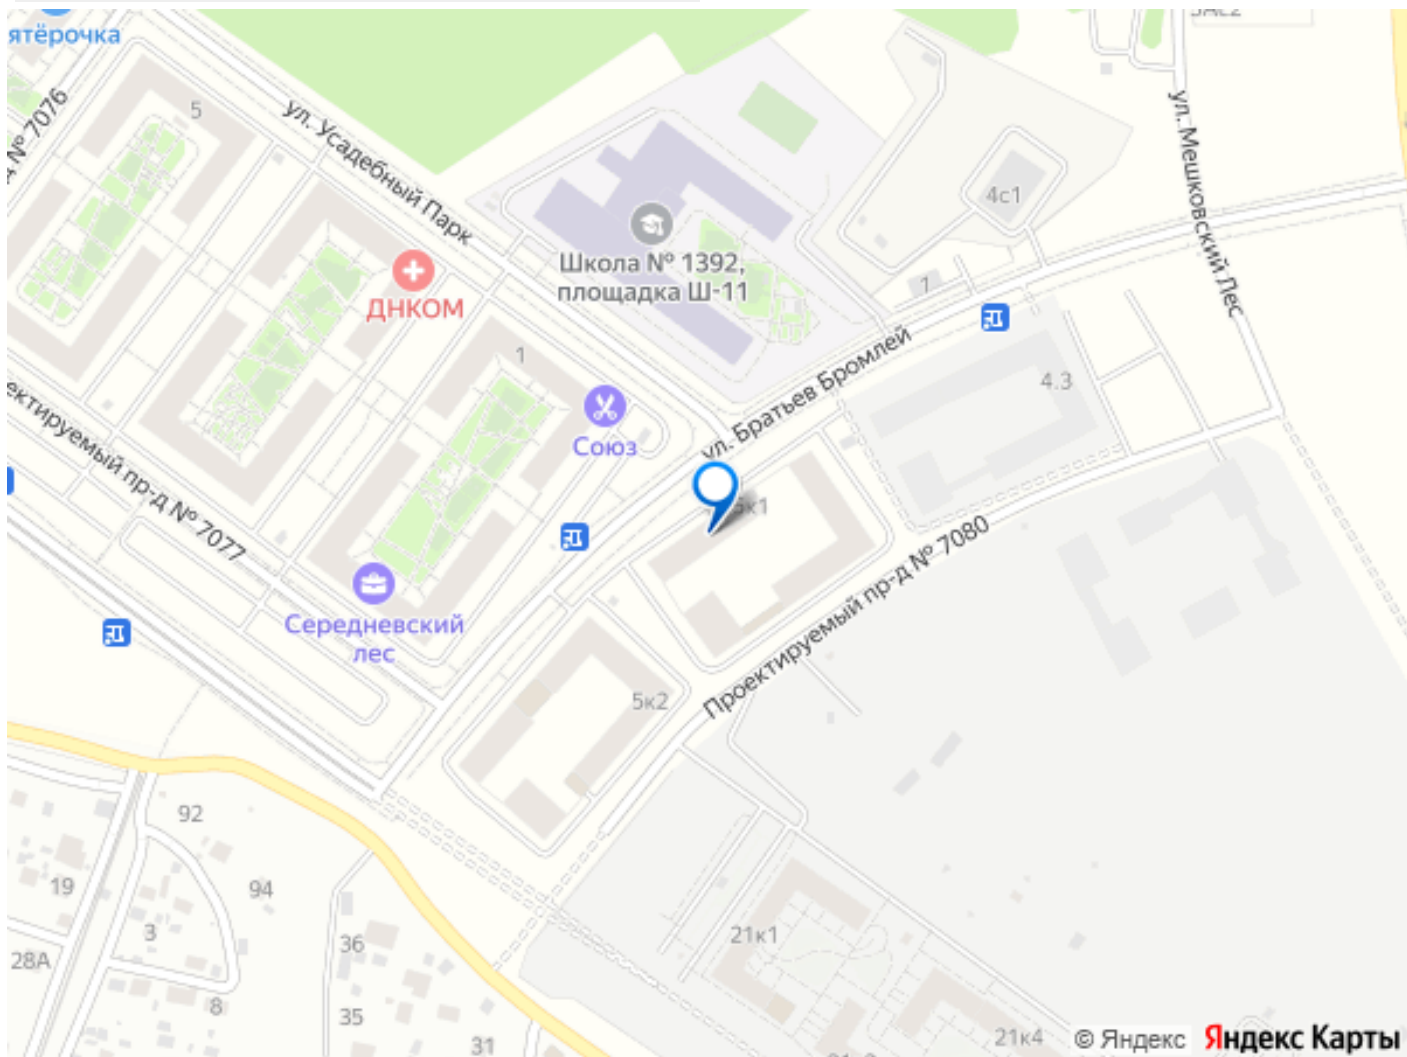 ятёрочка
5
№ 7076
ул. Усадебный Парк
ул. Мешковский Лес
4с1
Школа № 1392,
площадка Ш-11
7
ДНКОМ
1
4.3
ул. Братьев Бромлей
Союз
ектируемый пр-д № 7077
5к1
Проектируемый пр-д № 7080
Середневский
лес
5к2
92
19
94
3
36
28А
21к1
8
35
31
21к4
© Яндекс
Яндекс Карты